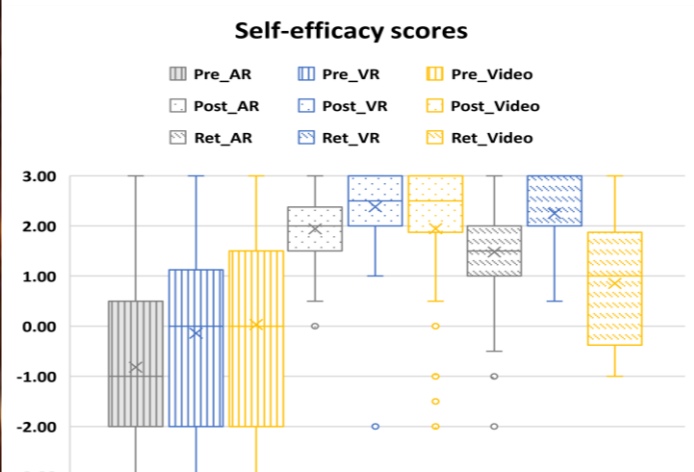 Self-efficacy scores
Pre_AR Pre_VR Pre_Video
Post_AR Post_VR Post_Video
Ret_AR Ret_VR Ret_Video
3.00
2.00
1.00
0.00
-1.00
-2.00